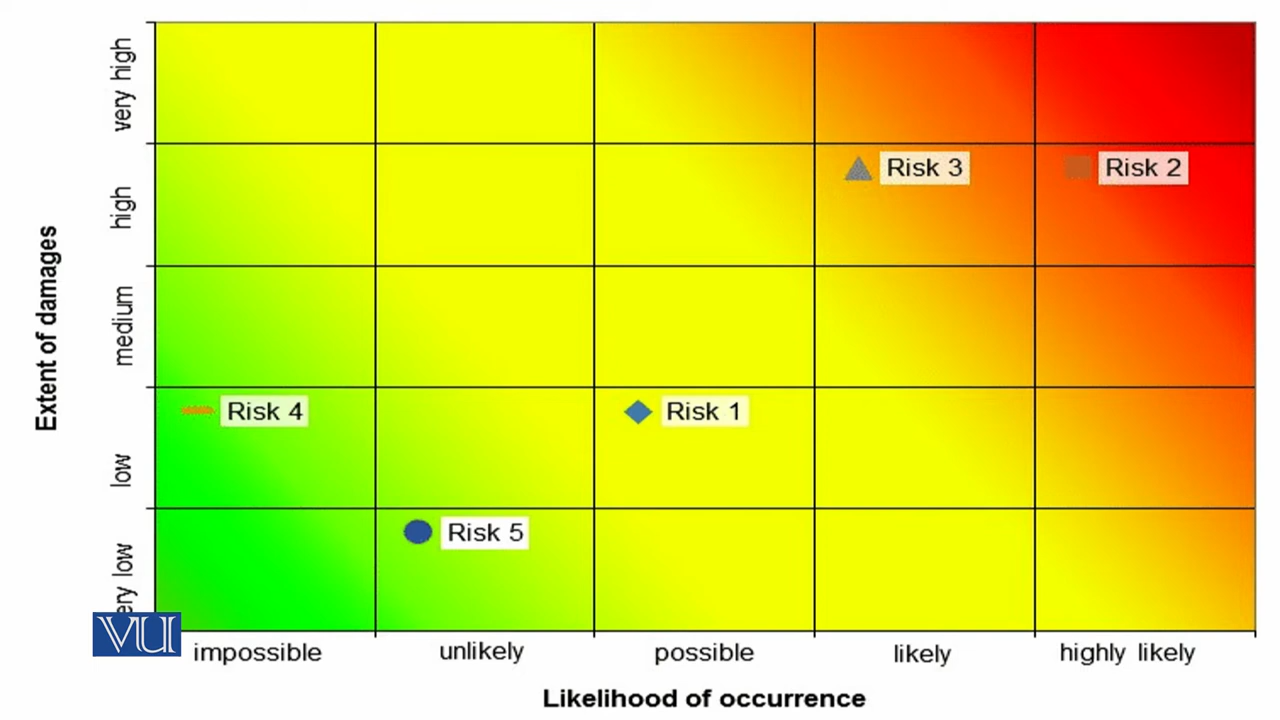 very high
high
medium
low
ery low
Extent of damages
Risk 3
Risk 2
Risk 4
Risk 1
Risk 5
VU
impossible
unlikely
possible
likely
highly likely
Likelihood of occurrence